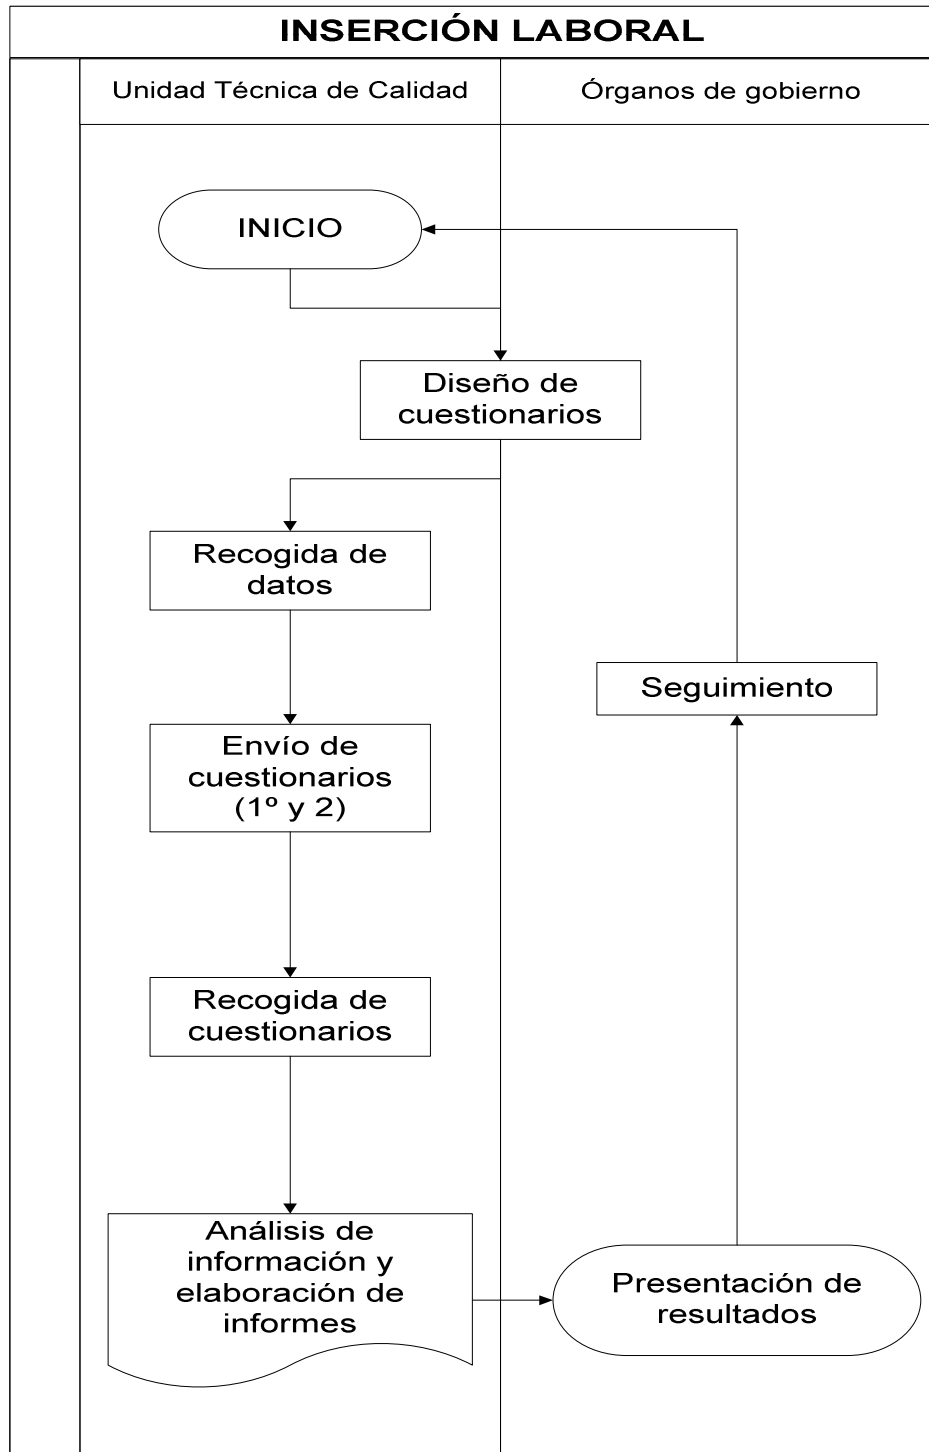 INSERCIÓN LABORAL
Unidad Técnica de Calidad
Órganos de gobierno
INICIO
Diseño de
cuestionarios
Recogida de
datos
Envío de
cuestionarios
(1º y 2)
Seguimiento
Recogida de
cuestionarios
Análisis de
información y
elaboración de
informes
Presentación de
resultados